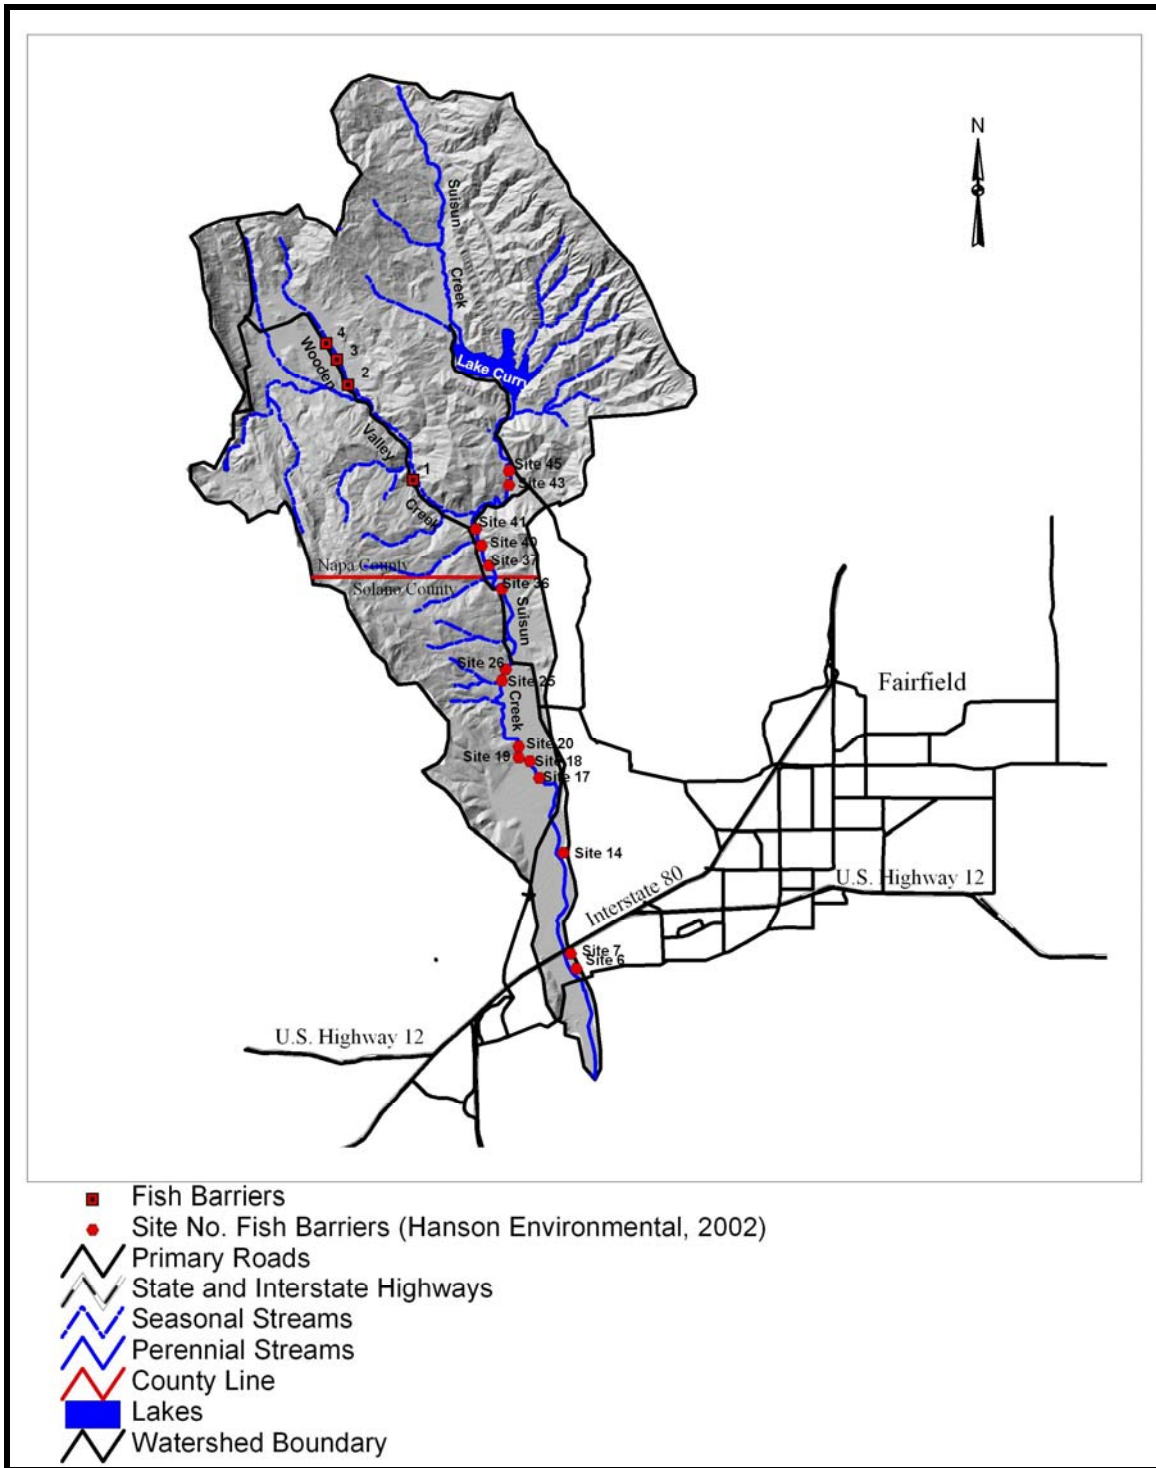 N
Suisun
Creek
Lake Curry
4
3
2
Wooden
Valley
1
Creek
Site 45
Site 43
Site 41
Site 40
Site 37
Napa County
Solano County
Site 36
Suisun
Site 26
Site 25
Creek
Site 20
Site 19
Site 18
Site 17
Fairfield
Site 14
Interstate 80
U.S. Highway 12
Site 7
Site 6
U.S. Highway 12
Fish Barriers
Site No. Fish Barriers (Hanson Environmental, 2002)
Primary Roads
State and Interstate Highways
Seasonal Streams
Perennial Streams
County Line
Lakes
Watershed Boundary